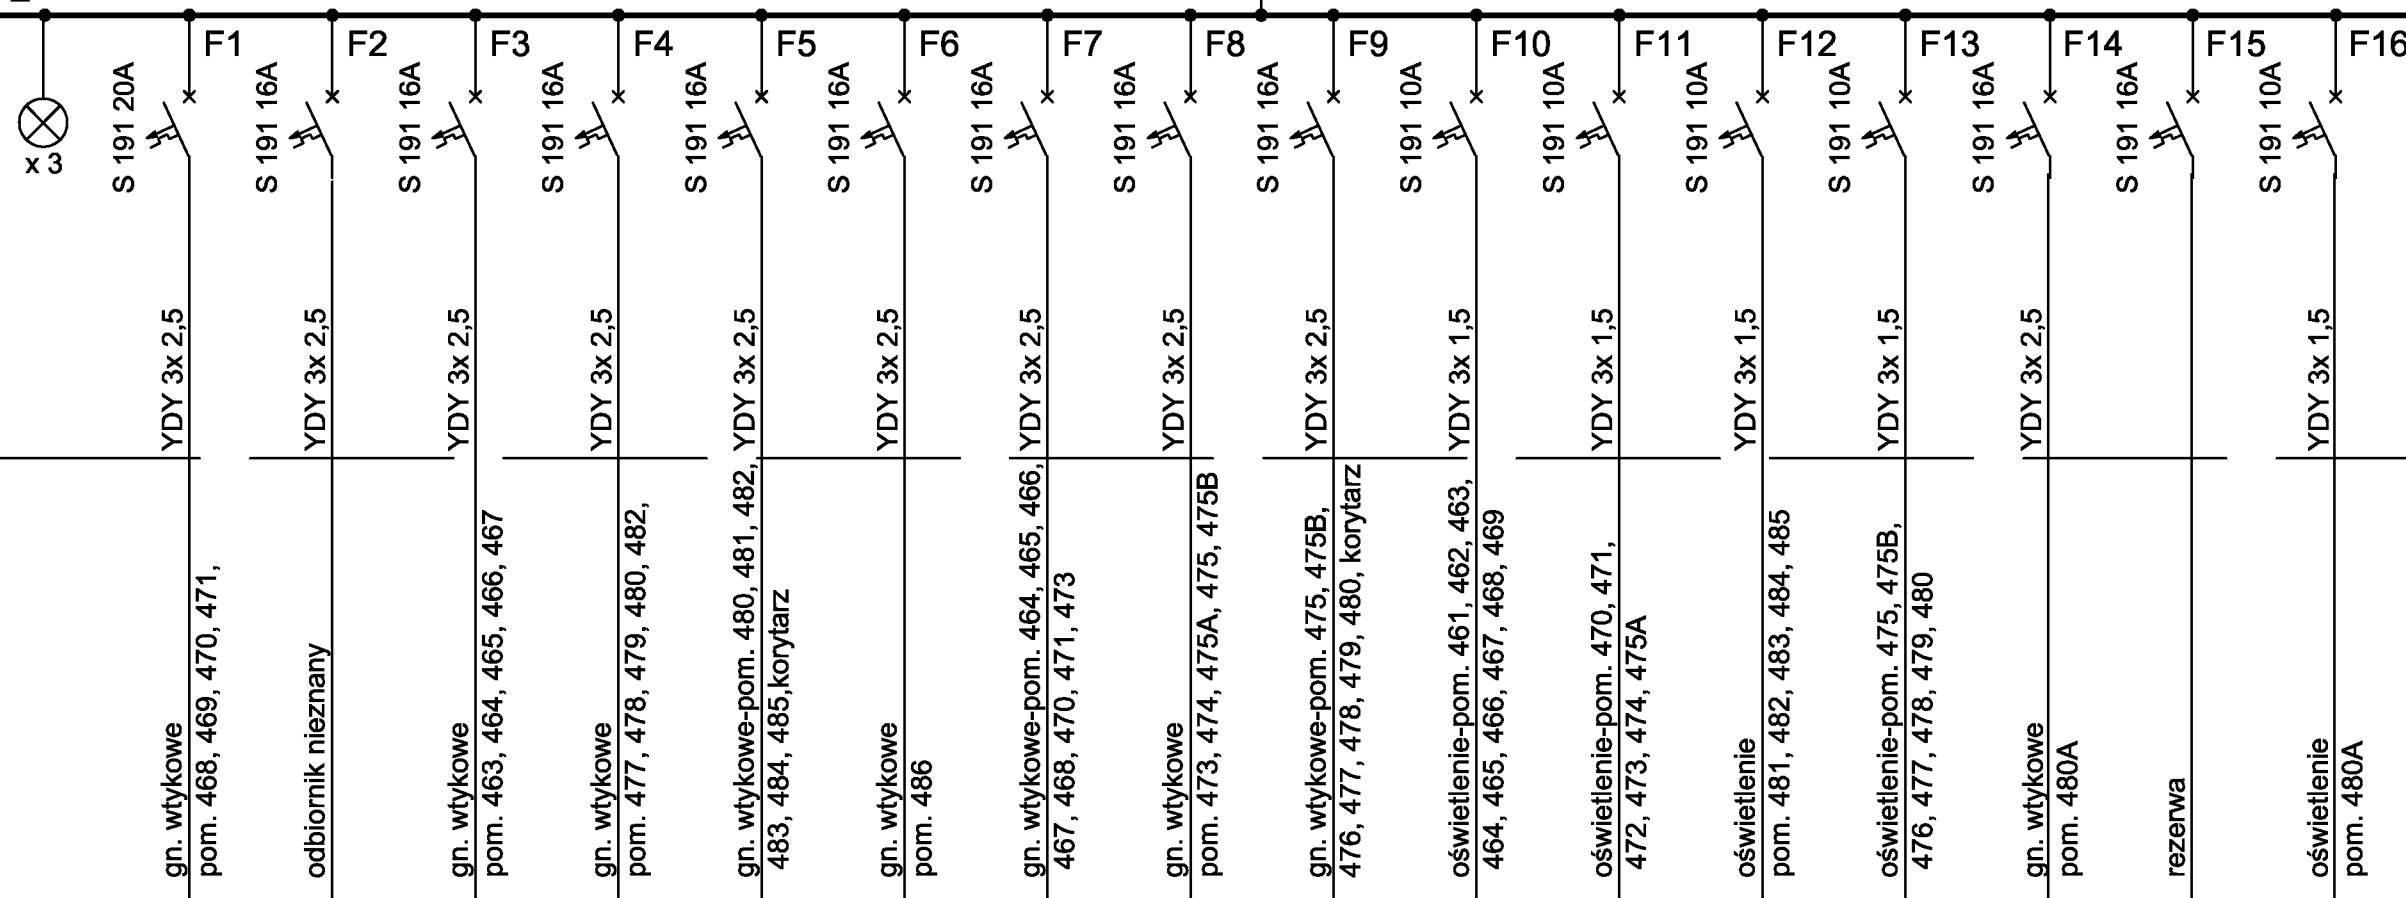 x 3
F1
S 191 20A
YDY 3x 2,5
gn. wtykowe
pom. 468, 469, 470, 471,
F2
S 191 16A
YDY 3x 2,5
odbiornik nieznany
F3
S 191 16A
YDY 3x 2,5
gn. wtykowe
pom. 463, 464, 465, 466, 467
F4
S 191 16A
YDY 3x 2,5
gn. wtykowe
pom. 477, 478, 479, 480, 482,
F5
S 191 16A
YDY 3x 2,5
gn. wtykowe-pom. 480, 481, 482,
483, 484, 485,korytarz
F6
S 191 16A
YDY 3x 2,5
gn. wtykowe
pom. 486
F7
S 191 16A
YDY 3x 2,5
gn. wtykowe-pom. 464, 465, 466,
467, 468, 470, 471, 473
F8
S 191 16A
YDY 3x 2,5
gn. wtykowe
pom. 473, 474, 475A, 475, 475B
F9
S 191 16A
YDY 3x 2,5
gn. wtykowe-pom. 475, 475B,
476, 477, 478, 479, 480, korytarz
F10
S 191 10A
YDY 3x 1,5
oświetlenie-pom. 461, 462, 463,
464, 465, 466, 467, 468, 469
F11
S 191 10A
YDY 3x 1,5
oświetlenie-pom. 470, 471,
472, 473, 474, 475A
F12
S 191 10A
YDY 3x 1,5
oświetlenie
pom. 481, 482, 483, 484, 485
F13
S 191 10A
YDY 3x 1,5
oświetlenie-pom. 475, 475B,
476, 477, 478, 479, 480
F14
S 191 16A
YDY 3x 2,5
gn. wtykowe
pom. 480A
F15
S 191 16A
rezerwa
F16
S 191 10A
YDY 3x 1,5
oświetlenie
pom. 480A